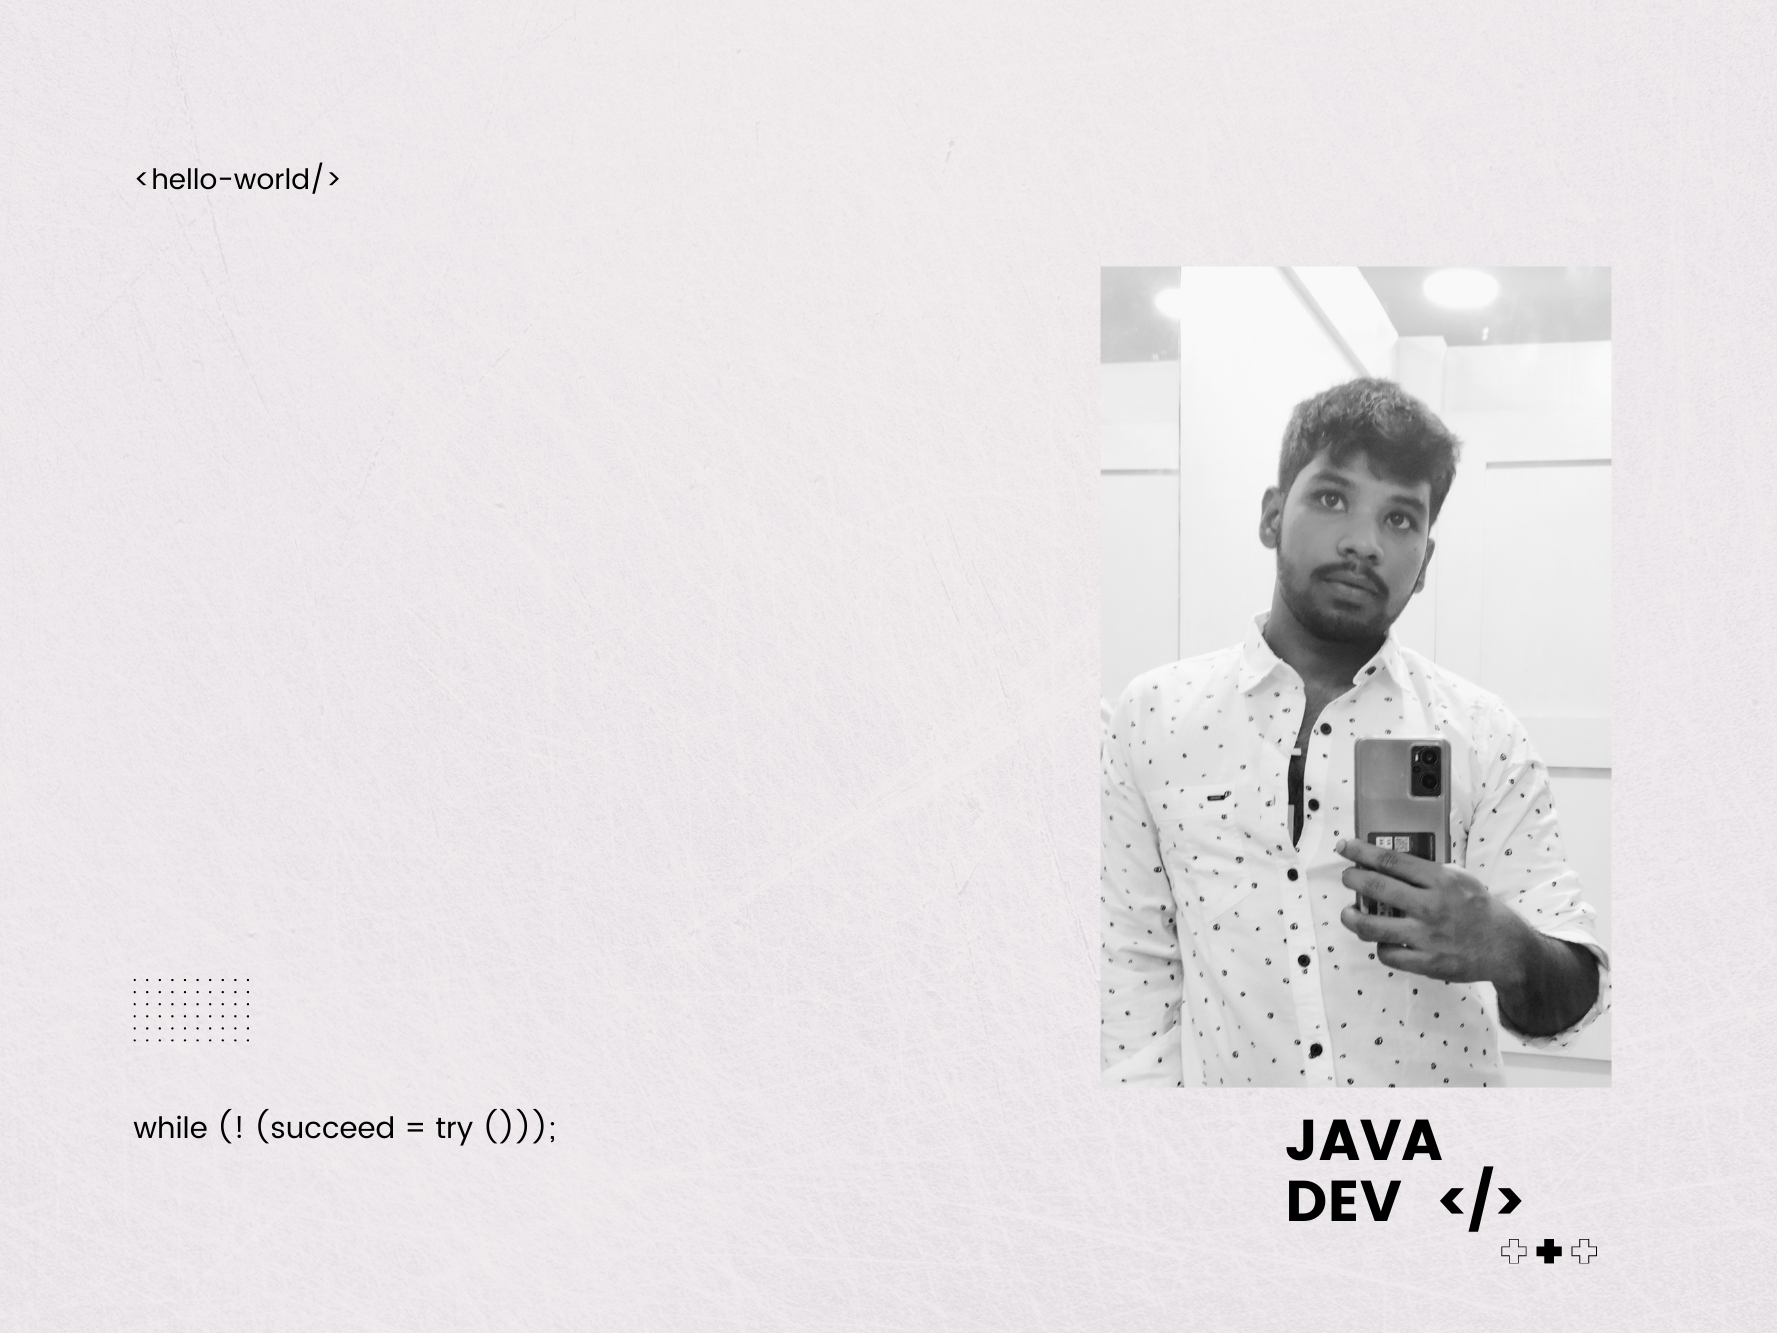 <hello-world/>
while (! (succeed = try ()));
JAVA
DEV </>